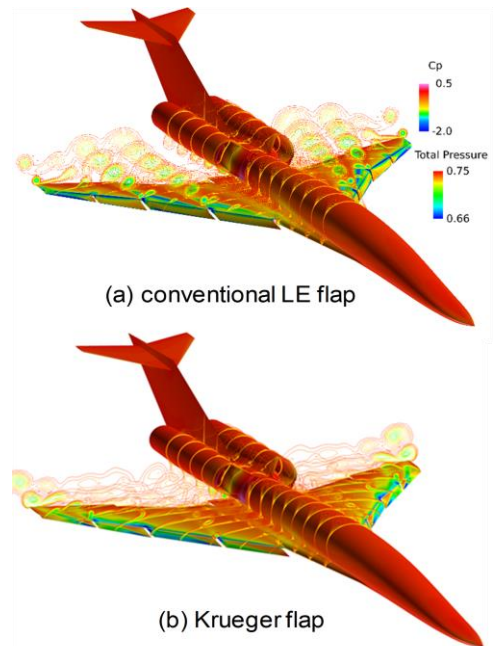 Cp
0.5
-2.0
Total Pressure
0.75
0.66
(a) conventional LE flap
(b) Krueger flap